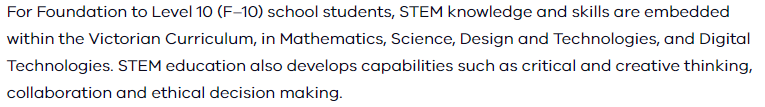 For Foundation to Level 10 (F–10) school students, STEM knowledge and skills are embedded
within the Victorian Curriculum, in Mathematics, Science, Design and Technologies, and Digital
Technologies. STEM education also develops capabilities such as critical and creative thinking,
collaboration and ethical decision making.